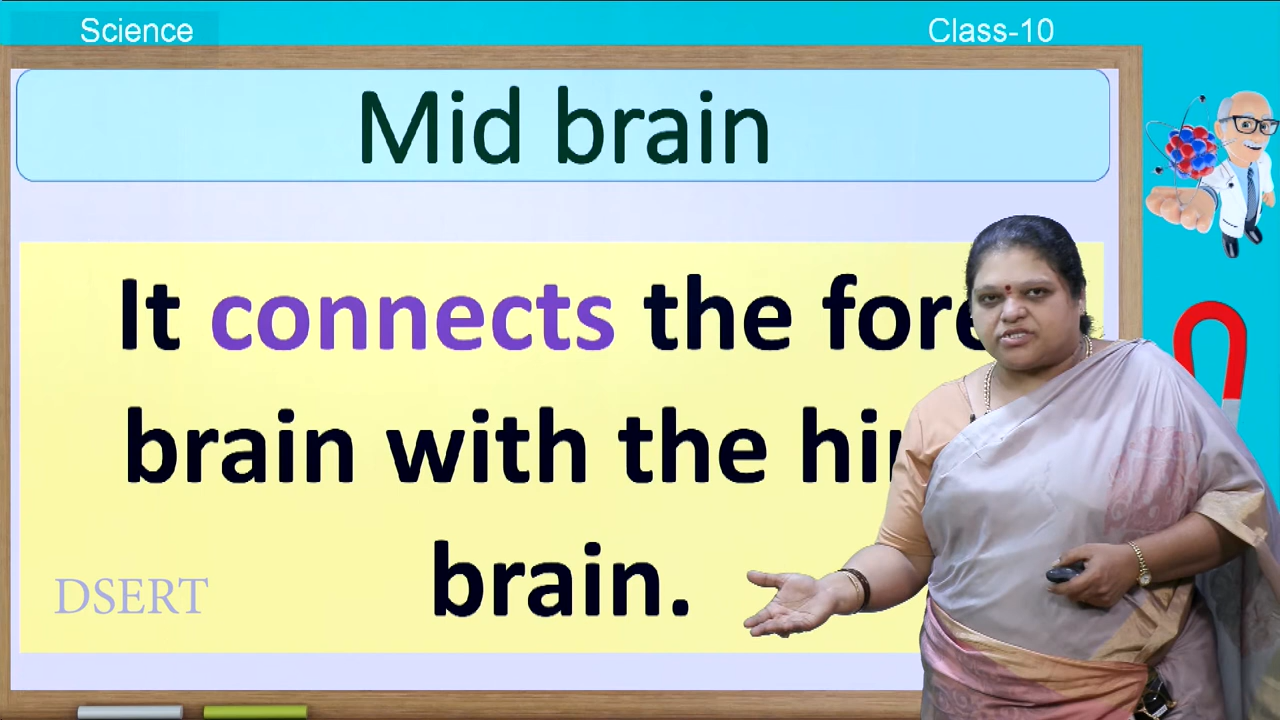 Science
Class-10
Mid brain
It connects the fore
brain with the
brain.
DSERT